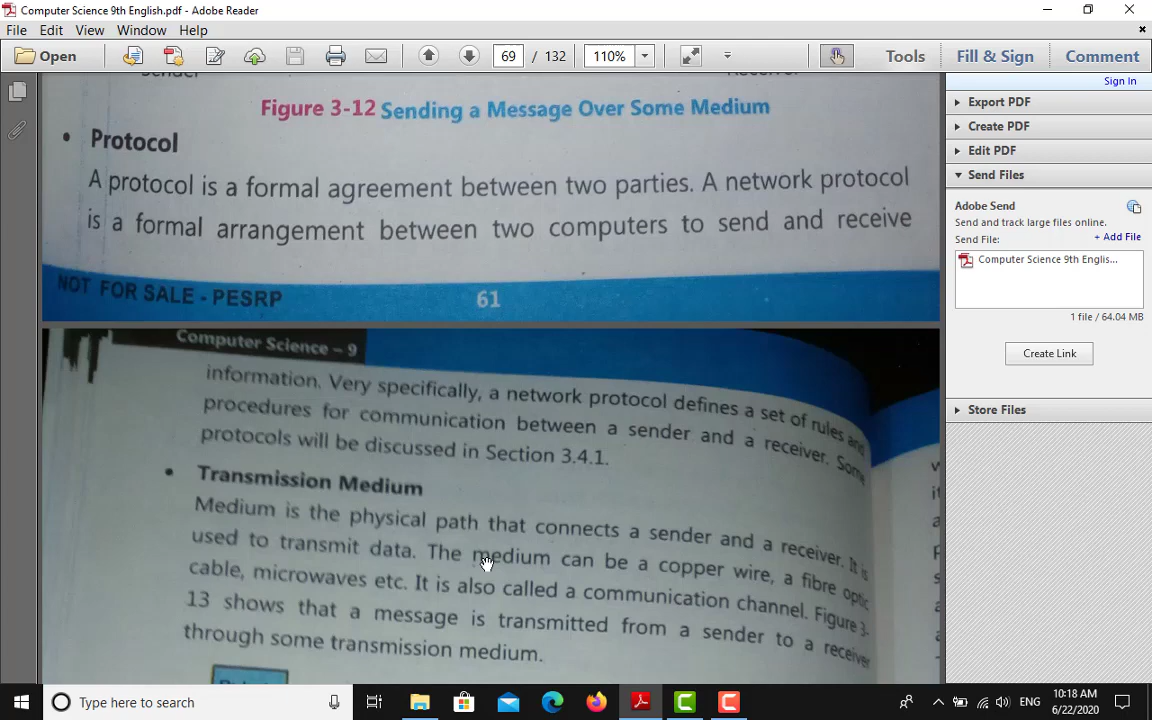 Computer Science 9th English.pdf - Adobe Reader
File Edit View Window Help
Open 69 / 132 110% Tools Fill & Sign Comment
Sign In
Export PDF
Create PDF
Edit PDF
Send Files
Adobe Send
Send and track large files online.
Send File: + Add File
Computer Science 9th Englis...
1 file / 64.04 MB
Create Link
Store Files
Figure 3-12 Sending a Message Over Some Medium
• Protocol
A protocol is a formal agreement between two parties. A network protocol
is a formal arrangement between two computers to send and receive
NOT FOR SALE - PESRP 61
Computer Science – 9
information. Very specifically, a network protocol defines a set of rules and
procedures for communication between a sender and a receiver. Some
protocols will be discussed in Section 3.4.1.
• Transmission Medium
Medium is the physical path that connects a sender and a receiver. It is
used to transmit data. The medium can be a copper wire, a fibre optic
cable, microwaves etc. It is also called a communication channel. Figure 3-
13 shows that a message is transmitted from a sender to a receiver
through some transmission medium.
Type here to search
ENG
10:18 AM
6/22/2020